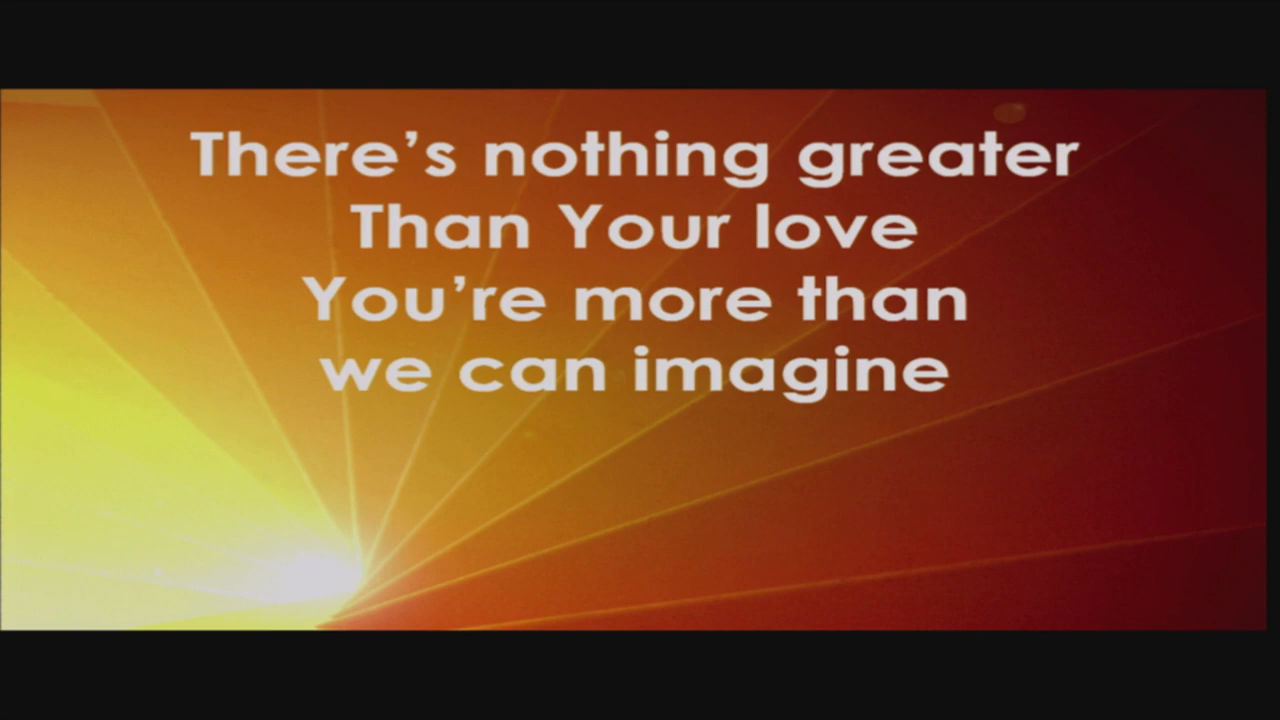 There’s nothing greater
Than Your love
You’re more than
we can imagine